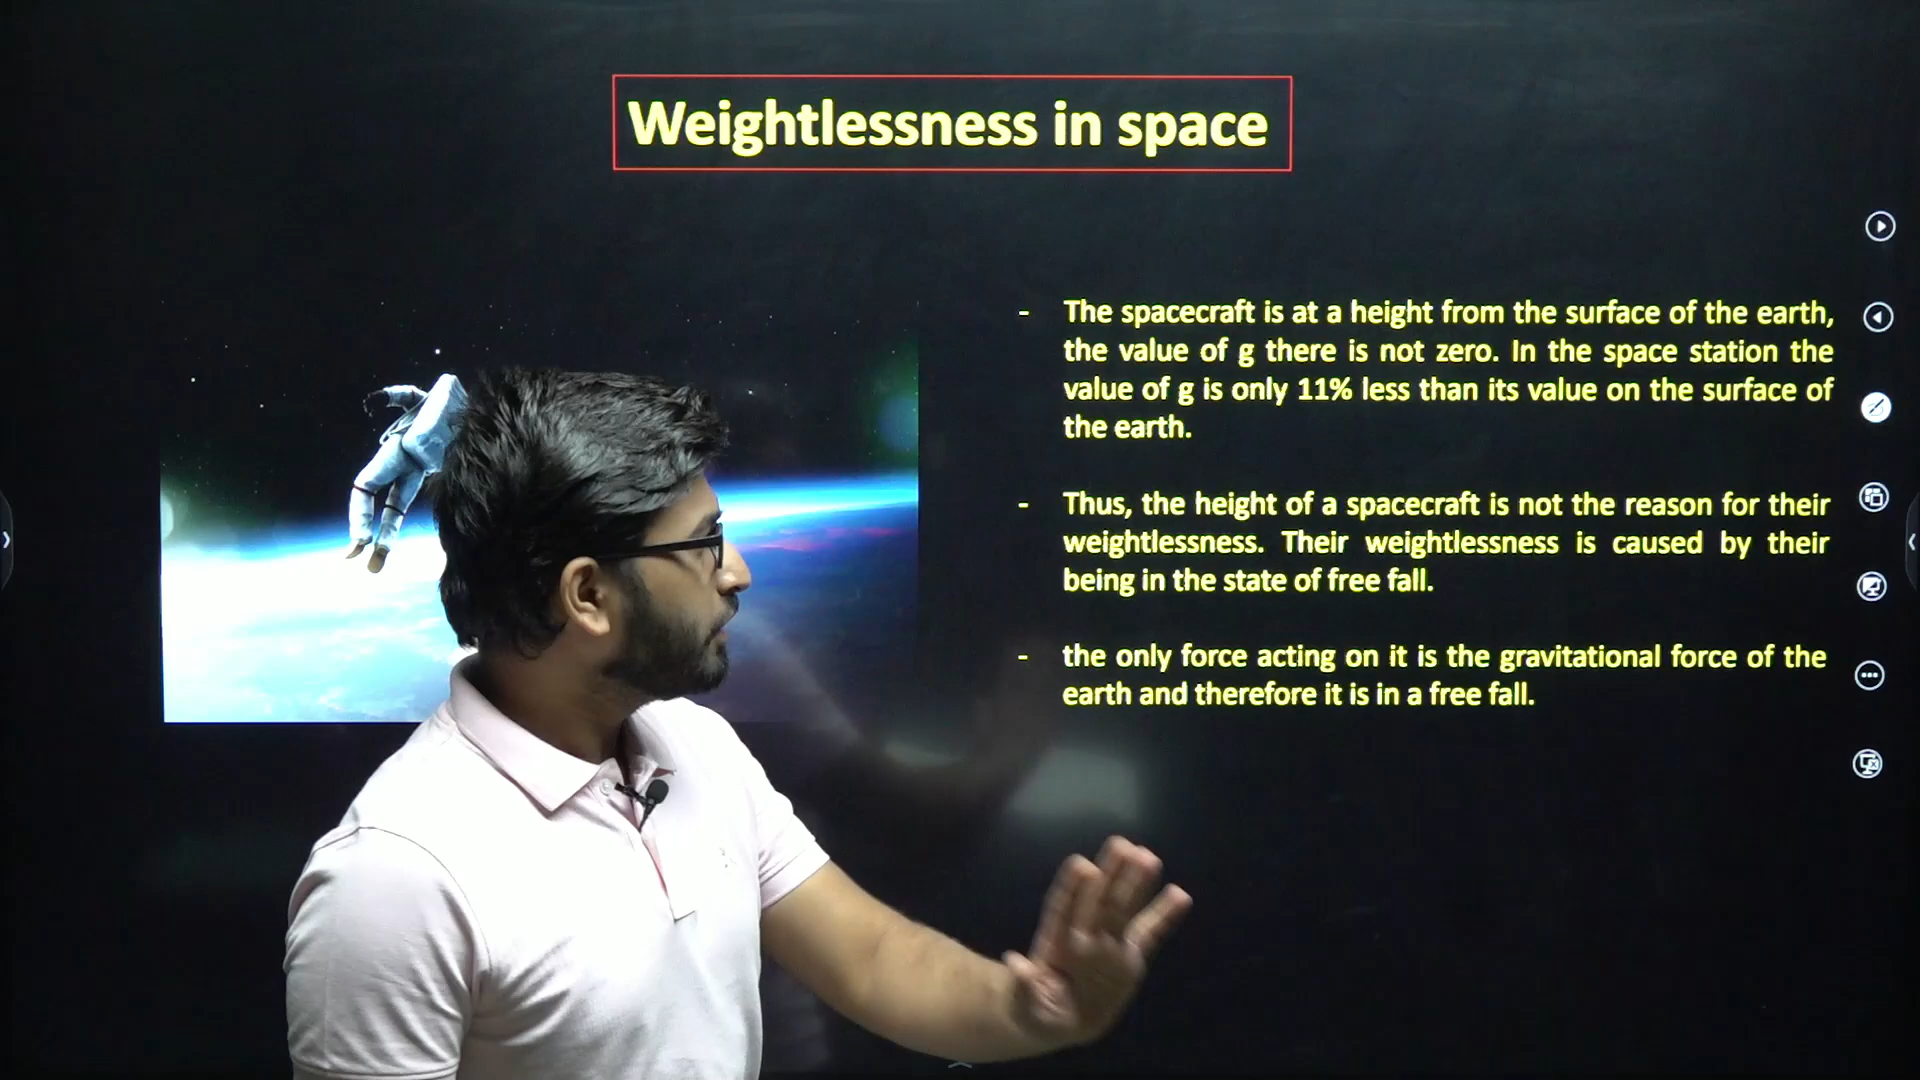 Weightlessness in space
- The spacecraft is at a height from the surface of the earth,
the value of g there is not zero. In the space station the
value of g is only 11% less than its value on the surface of
the earth.
- Thus, the height of a spacecraft is not the reason for their
weightlessness. Their weightlessness is caused by their
being in the state of free fall.
- the only force acting on it is the gravitational force of the
earth and therefore it is in a free fall.